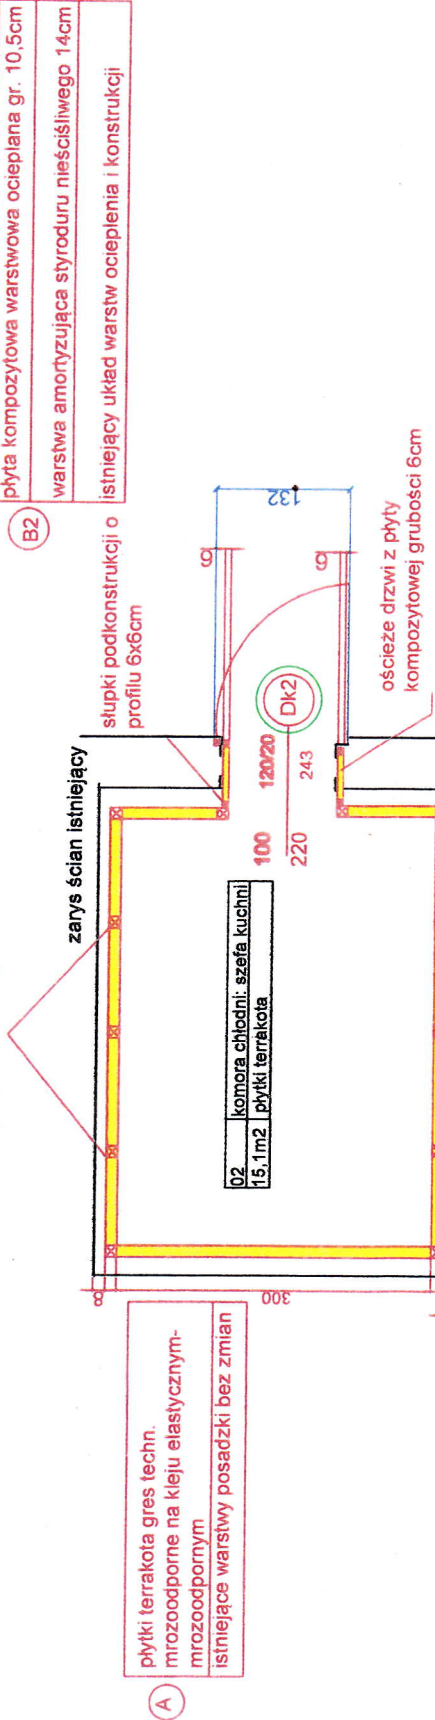 B2
płyta kompozytowa warstwowa ocieplana gr. 10,5cm
warstwa amortyzująca styroduru nieściśliwego 14cm
istniejący układ warstw ocieplenia i konstrukcji
słupki podkonstrukcji o
profilu 6x6cm
zarys ścian istniejący
6
6
132
Dk2
100
120/20
220
243
ościeże drzwi z płyty
kompozytowej grubości 6cm
02 komora chłodni: szefa kuchni
15,1m2 płytki terrakota
8
300
A
płytki terrakota gres techn.
mrozoodporne na kleju elastycznym-
mrozoodpornym
istniejące warstwy posadzki bez zmian